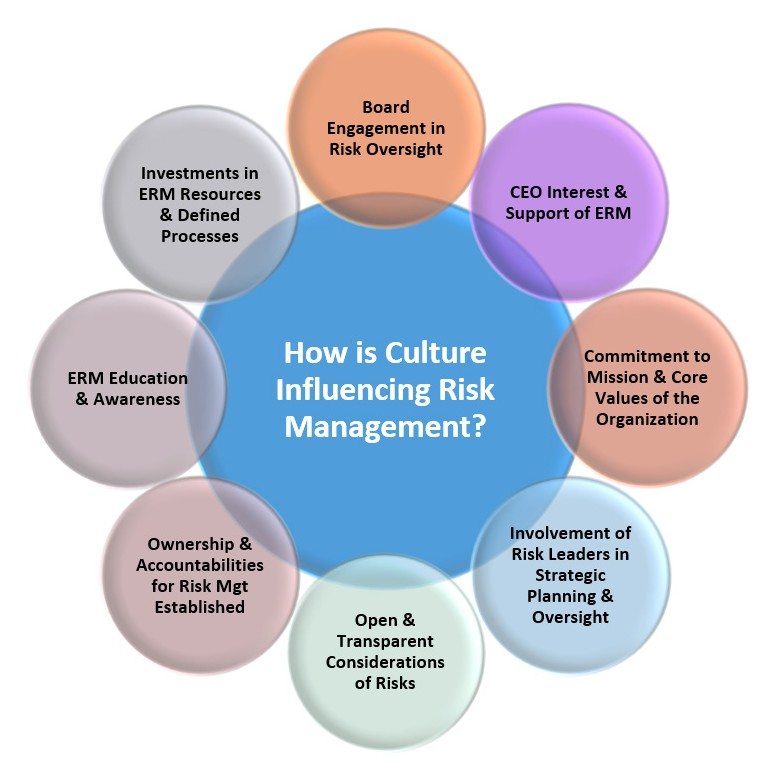 Board
Engagement in
Risk Oversight
CEO Interest &
Support of ERM
Commitment to
Mission & Core
Values of the
Organization
Involvement of
Risk Leaders in
Strategic
Planning &
Oversight
Open &
Transparent
Considerations
of Risks
Ownership &
Accountabilities
for Risk Mgt
Established
ERM Education
& Awareness
Investments in
ERM Resources
& Defined
Processes
How is Culture
Influencing Risk
Management?